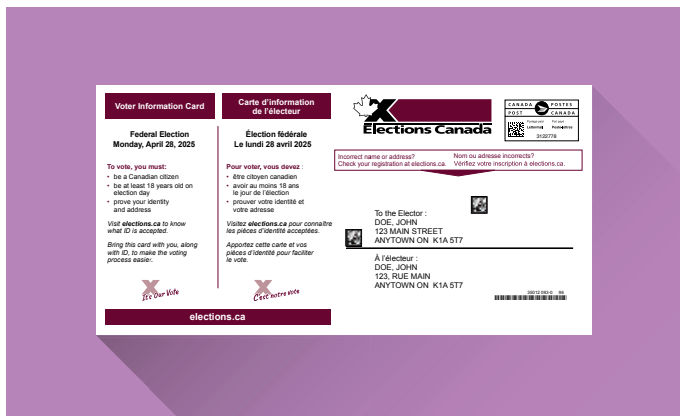 Voter Information Card
Federal Election
Monday, April 28, 2025
To vote, you must:
• be a Canadian citizen
• be at least 18 years old on
election day
• prove your identity
and address
Visit elections.ca to know
what ID is accepted.
Bring this card with you, along
with ID, to make the voting
process easier.
It's Our Vote
Carte d'information
de l'électeur
Élection fédérale
Le lundi 28 avril 2025
Pour voter, vous devez :
• être citoyen canadien
• avoir au moins 18 ans
le jour de l'élection
• prouver votre identité et
votre adresse
Visitez elections.ca pour connaître
les pièces d'identité acceptées.
Apportez cette carte et vos
pièces d'identité pour faciliter
le vote.
C'est notre vote
elections.ca
Elections Canada
CANADA POSTES
POST CANADA
Postage paid Port payé
Lettermail Poste-lettres
3122778
Incorrect name or address?
Check your registration at elections.ca.
Nom ou adresse incorrects?
Vérifiez votre inscription à elections.ca.
To the Elector :
DOE, JOHN
123 MAIN STREET
ANYTOWN ON K1A 5T7
À l'électeur :
DOE, JOHN
123, RUE MAIN
ANYTOWN ON K1A 5T7